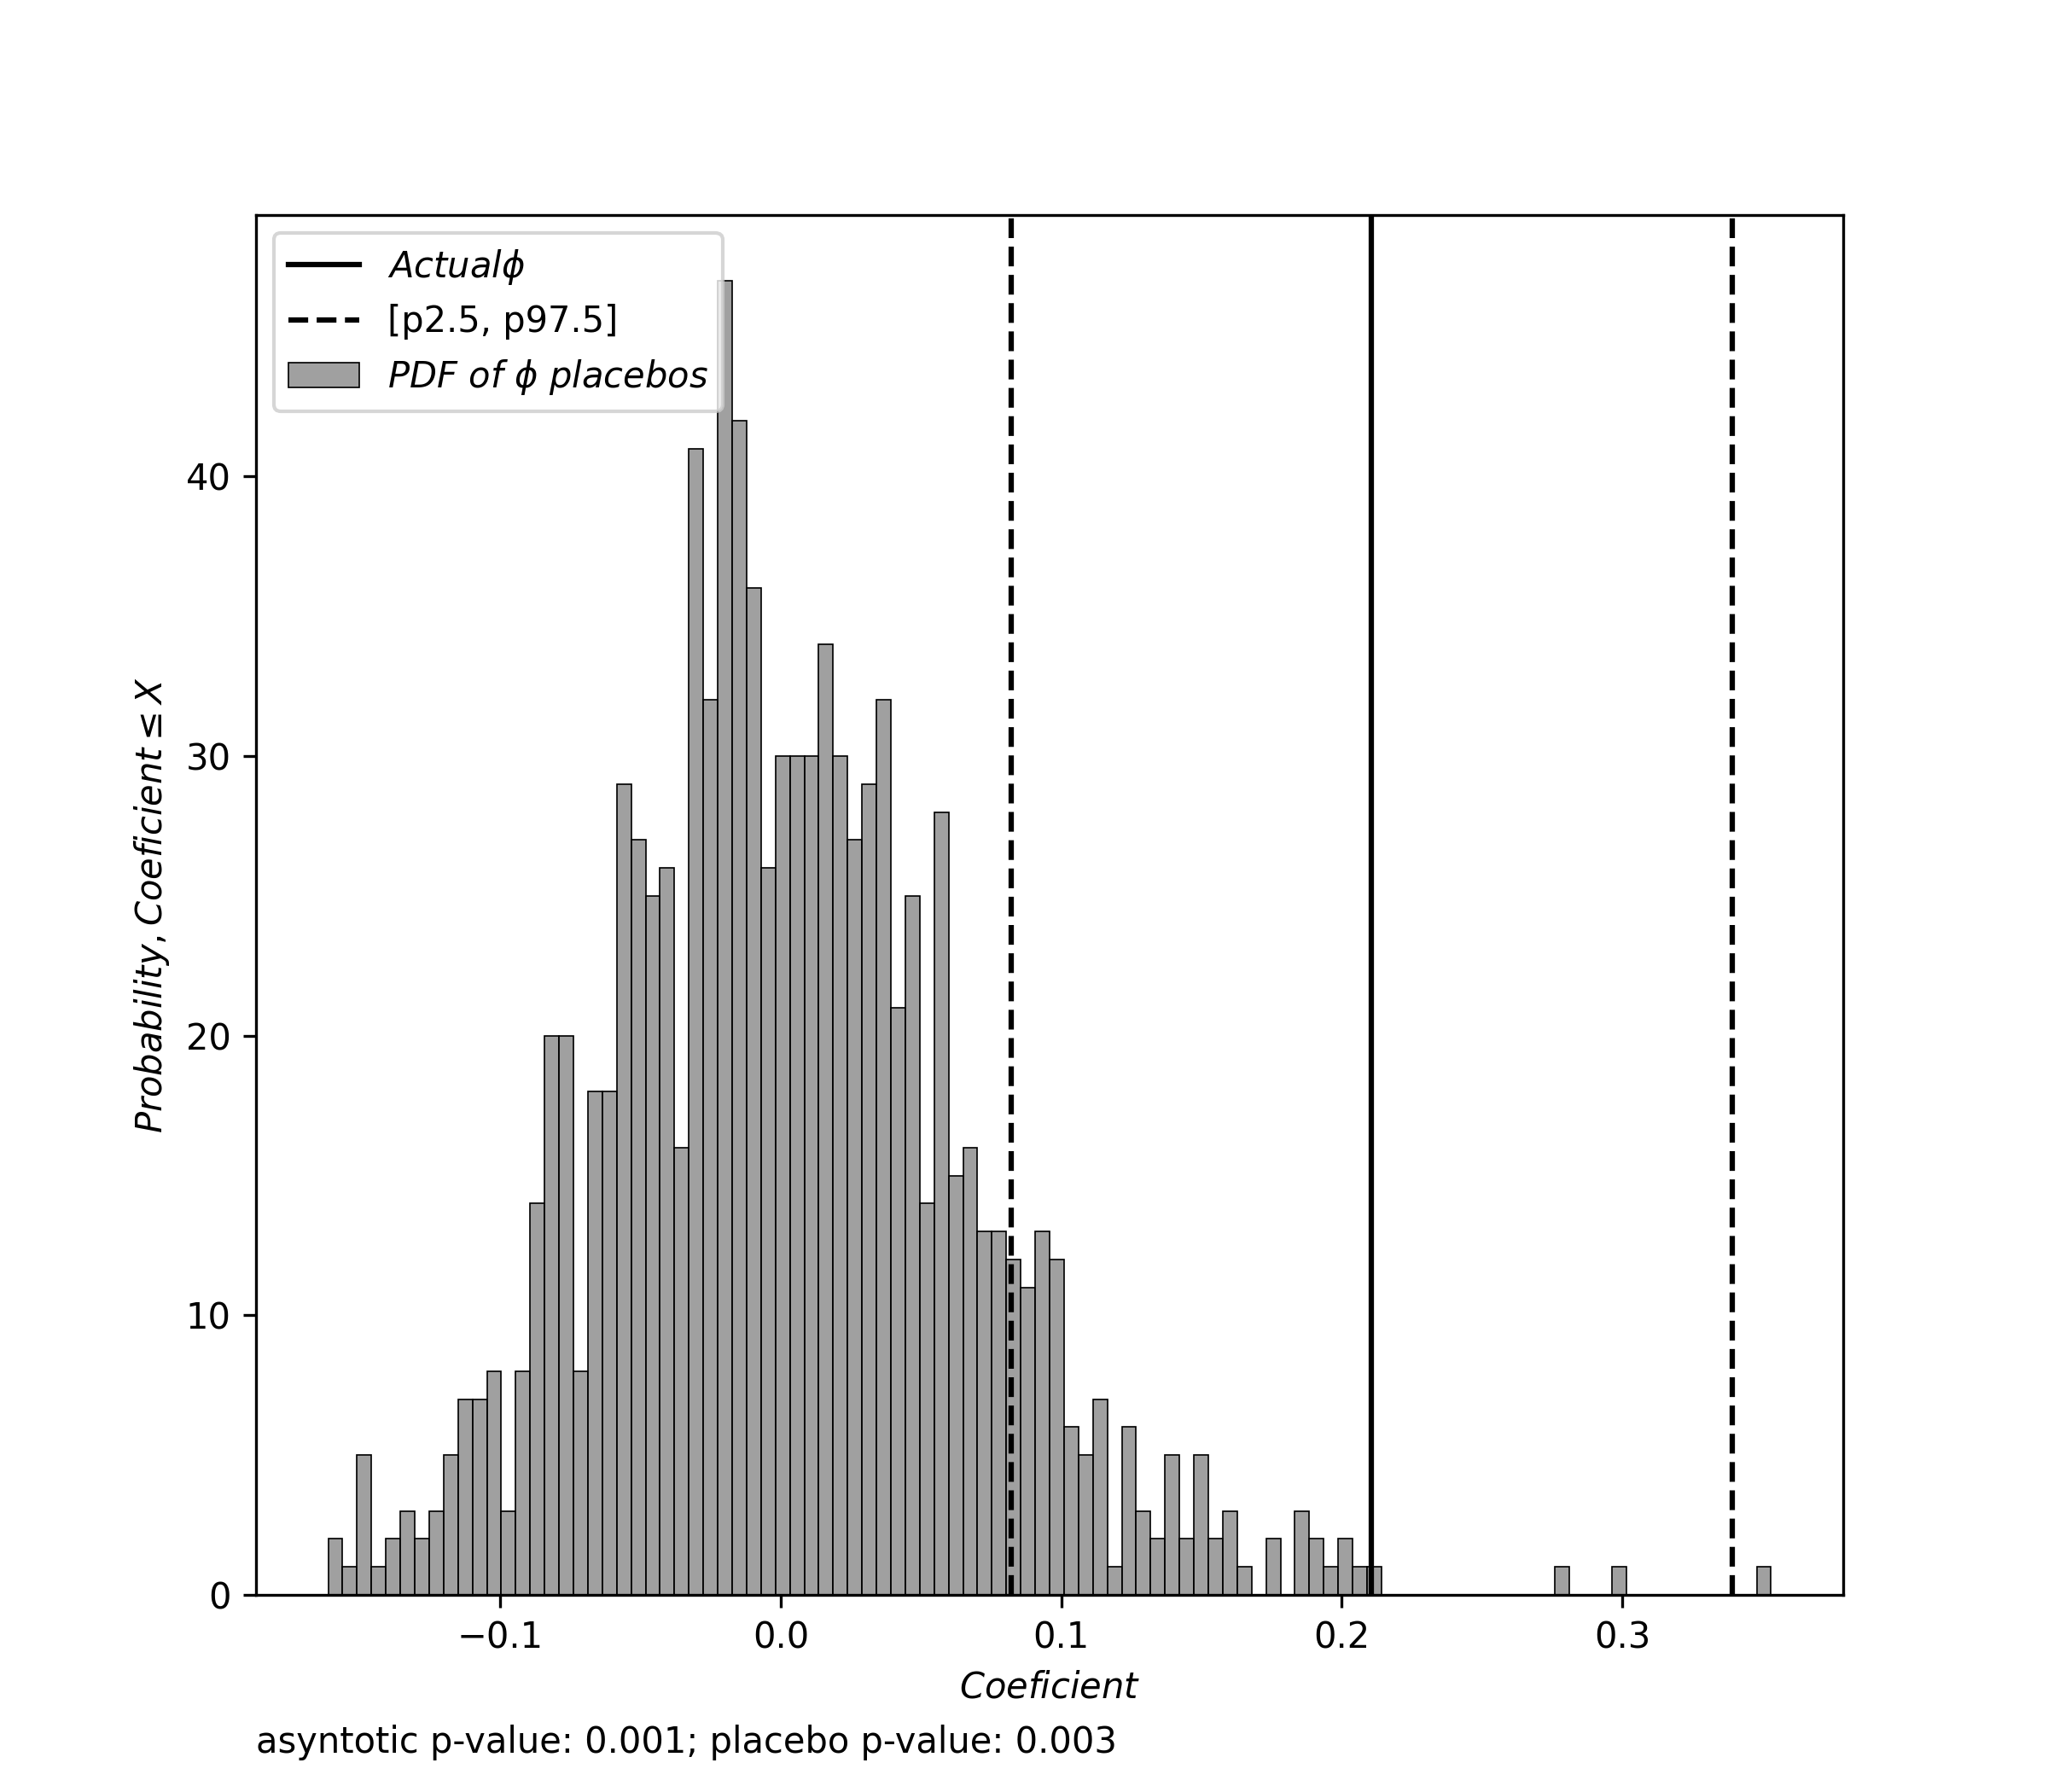 Actualϕ
[p2.5, p97.5]
PDF of ϕ placebos
40
30
20
10
0
Probability, Coeficient ≤ X
−0.1 0.0 0.1 0.2 0.3
Coeficient
asyntotic p-value: 0.001; placebo p-value: 0.003